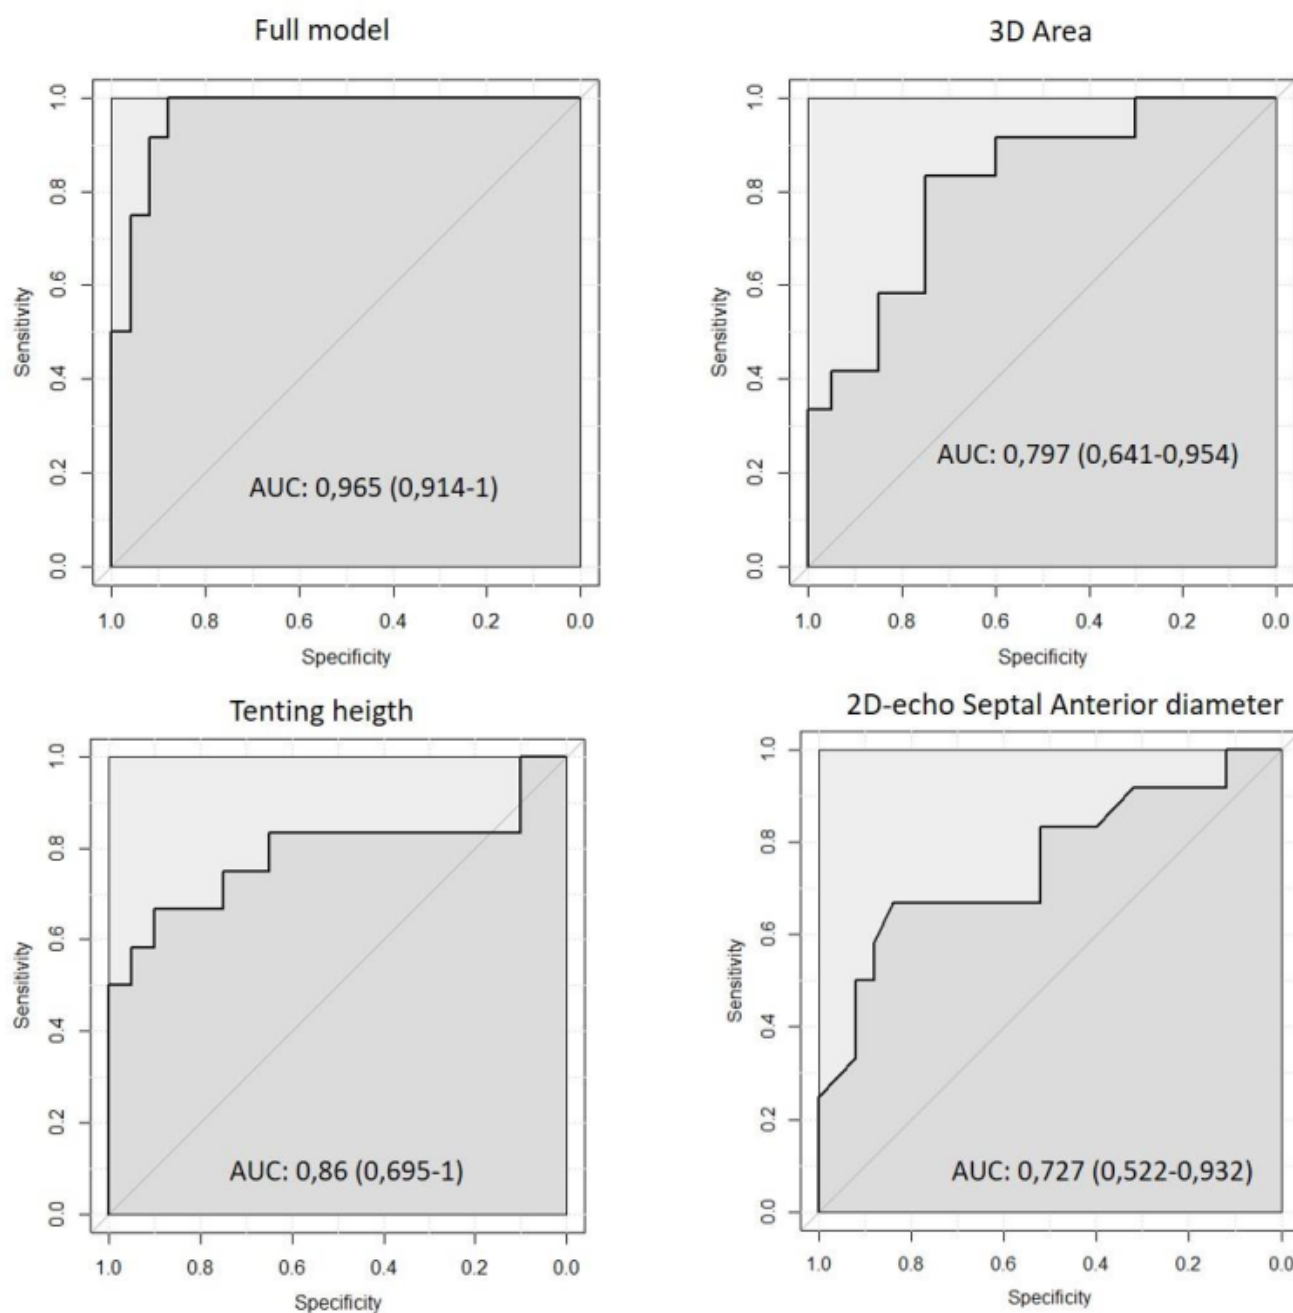 Full model
1.0
0.8
0.6
0.4
0.2
0.0
Sensitivity
AUC: 0,965 (0,914-1)
1.0 0.8 0.6 0.4 0.2 0.0
Specificity
3D Area
1.0
0.8
0.6
0.4
0.2
0.0
Sensitivity
AUC: 0,797 (0,641-0,954)
1.0 0.8 0.6 0.4 0.2 0.0
Specificity
Tenting heigth
1.0
0.8
0.6
0.4
0.2
0.0
Sensitivity
AUC: 0,86 (0,695-1)
1.0 0.8 0.6 0.4 0.2 0.0
Specificity
2D-echo Septal Anterior diameter
1.0
0.8
0.6
0.4
0.2
0.0
Sensitivity
AUC: 0,727 (0,522-0,932)
1.0 0.8 0.6 0.4 0.2 0.0
Specificity